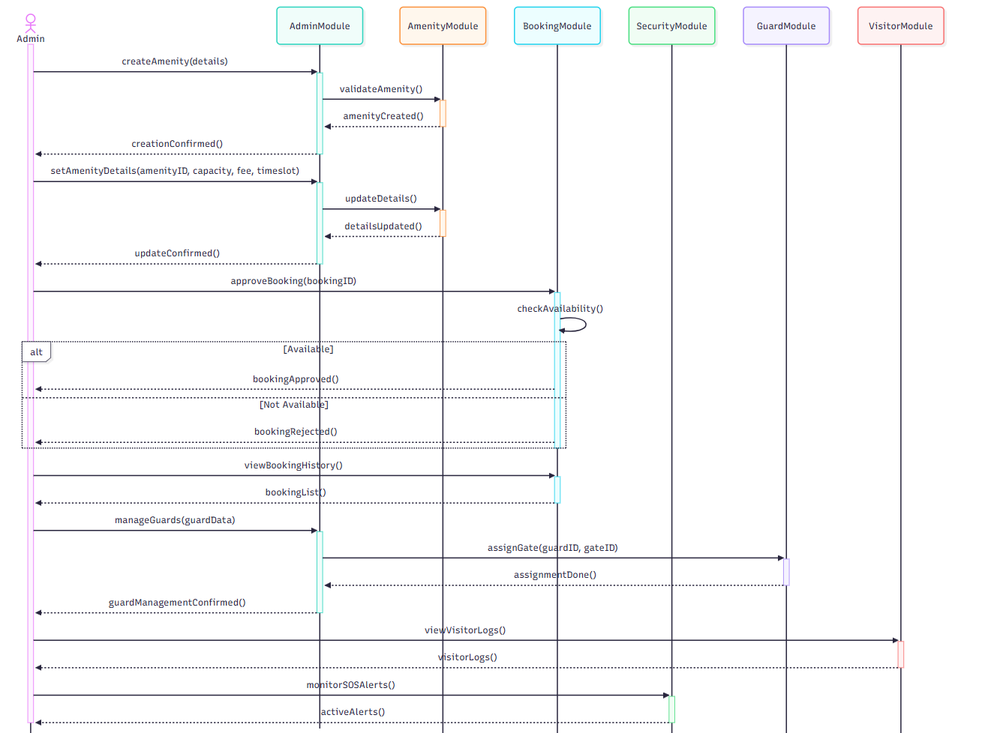 Admin
AdminModule
AmenityModule
BookingModule
SecurityModule
GuardModule
VisitorModule
createAmenity(details)
validateAmenity()
amenityCreated()
creationConfirmed()
setAmenityDetails(amenityID, capacity, fee, timeslot)
updateDetails()
detailsUpdated()
updateConfirmed()
approveBooking(bookingID)
checkAvailability()
alt
[Available]
bookingApproved()
[Not Available]
bookingRejected()
viewBookingHistory()
bookingList()
manageGuards(guardData)
assignGate(guardID, gateID)
assignmentDone()
guardManagementConfirmed()
viewVisitorLogs()
visitorLogs()
monitorSOSAlerts()
activeAlerts()